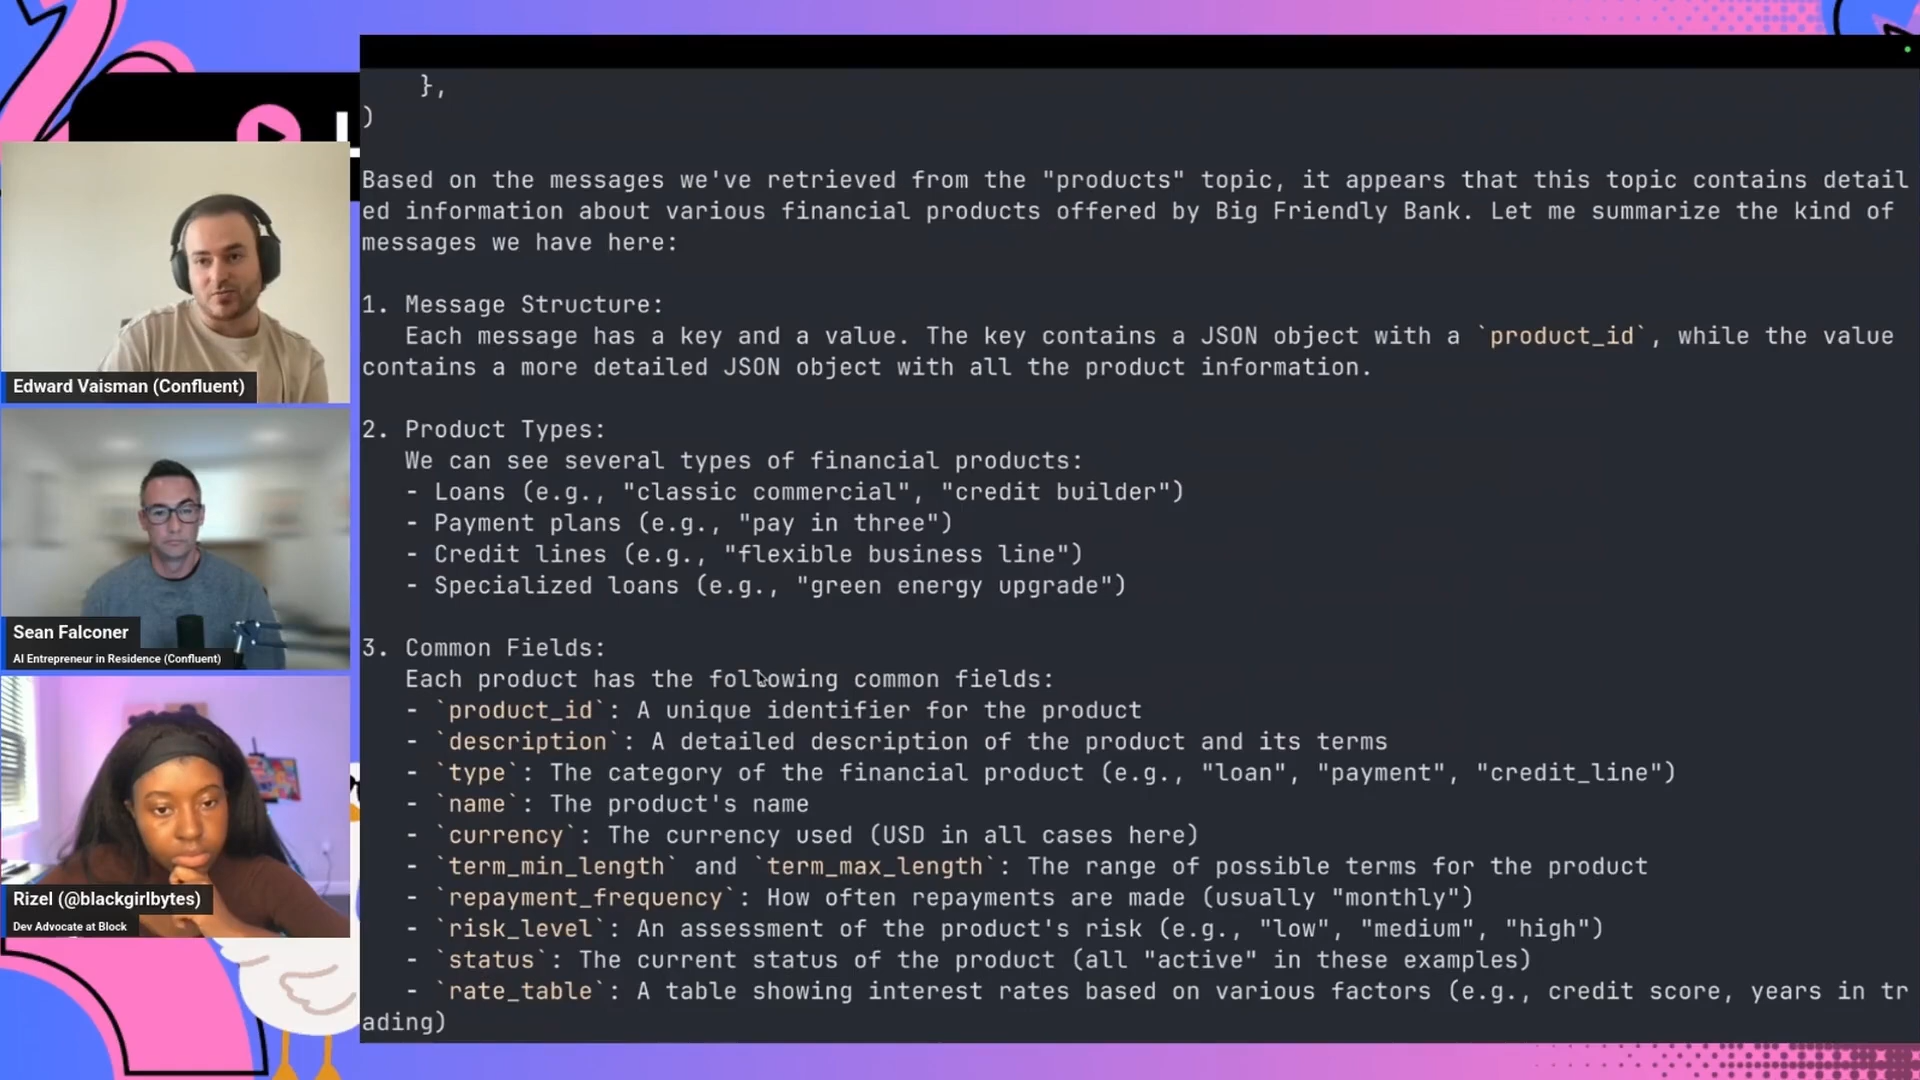 },
)
Based on the messages we've retrieved from the "products" topic, it appears that this topic contains detail
ed information about various financial products offered by Big Friendly Bank. Let me summarize the kind of
messages we have here:
1. Message Structure:
Each message has a key and a value. The key contains a JSON object with a `product_id`, while the value
contains a more detailed JSON object with all the product information.
2. Product Types:
We can see several types of financial products:
- Loans (e.g., "classic commercial", "credit builder")
- Payment plans (e.g., "pay in three")
- Credit lines (e.g., "flexible business line")
- Specialized loans (e.g., "green energy upgrade")
3. Common Fields:
Each product has the following common fields:
- `product_id`: A unique identifier for the product
- `description`: A detailed description of the product and its terms
- `type`: The category of the financial product (e.g., "loan", "payment", "credit_line")
- `name`: The product's name
- `currency`: The currency used (USD in all cases here)
- `term_min_length` and `term_max_length`: The range of possible terms for the product
- `repayment_frequency`: How often repayments are made (usually "monthly")
- `risk_level`: An assessment of the product's risk (e.g., "low", "medium", "high")
- `status`: The current status of the product (all "active" in these examples)
- `rate_table`: A table showing interest rates based on various factors (e.g., credit score, years in tr
ading)
Edward Vaisman (Confluent)
Sean Falconer
AI Entrepreneur in Residence (Confluent)
Rizel (@blackgirlbytes)
Dev Advocate at Block